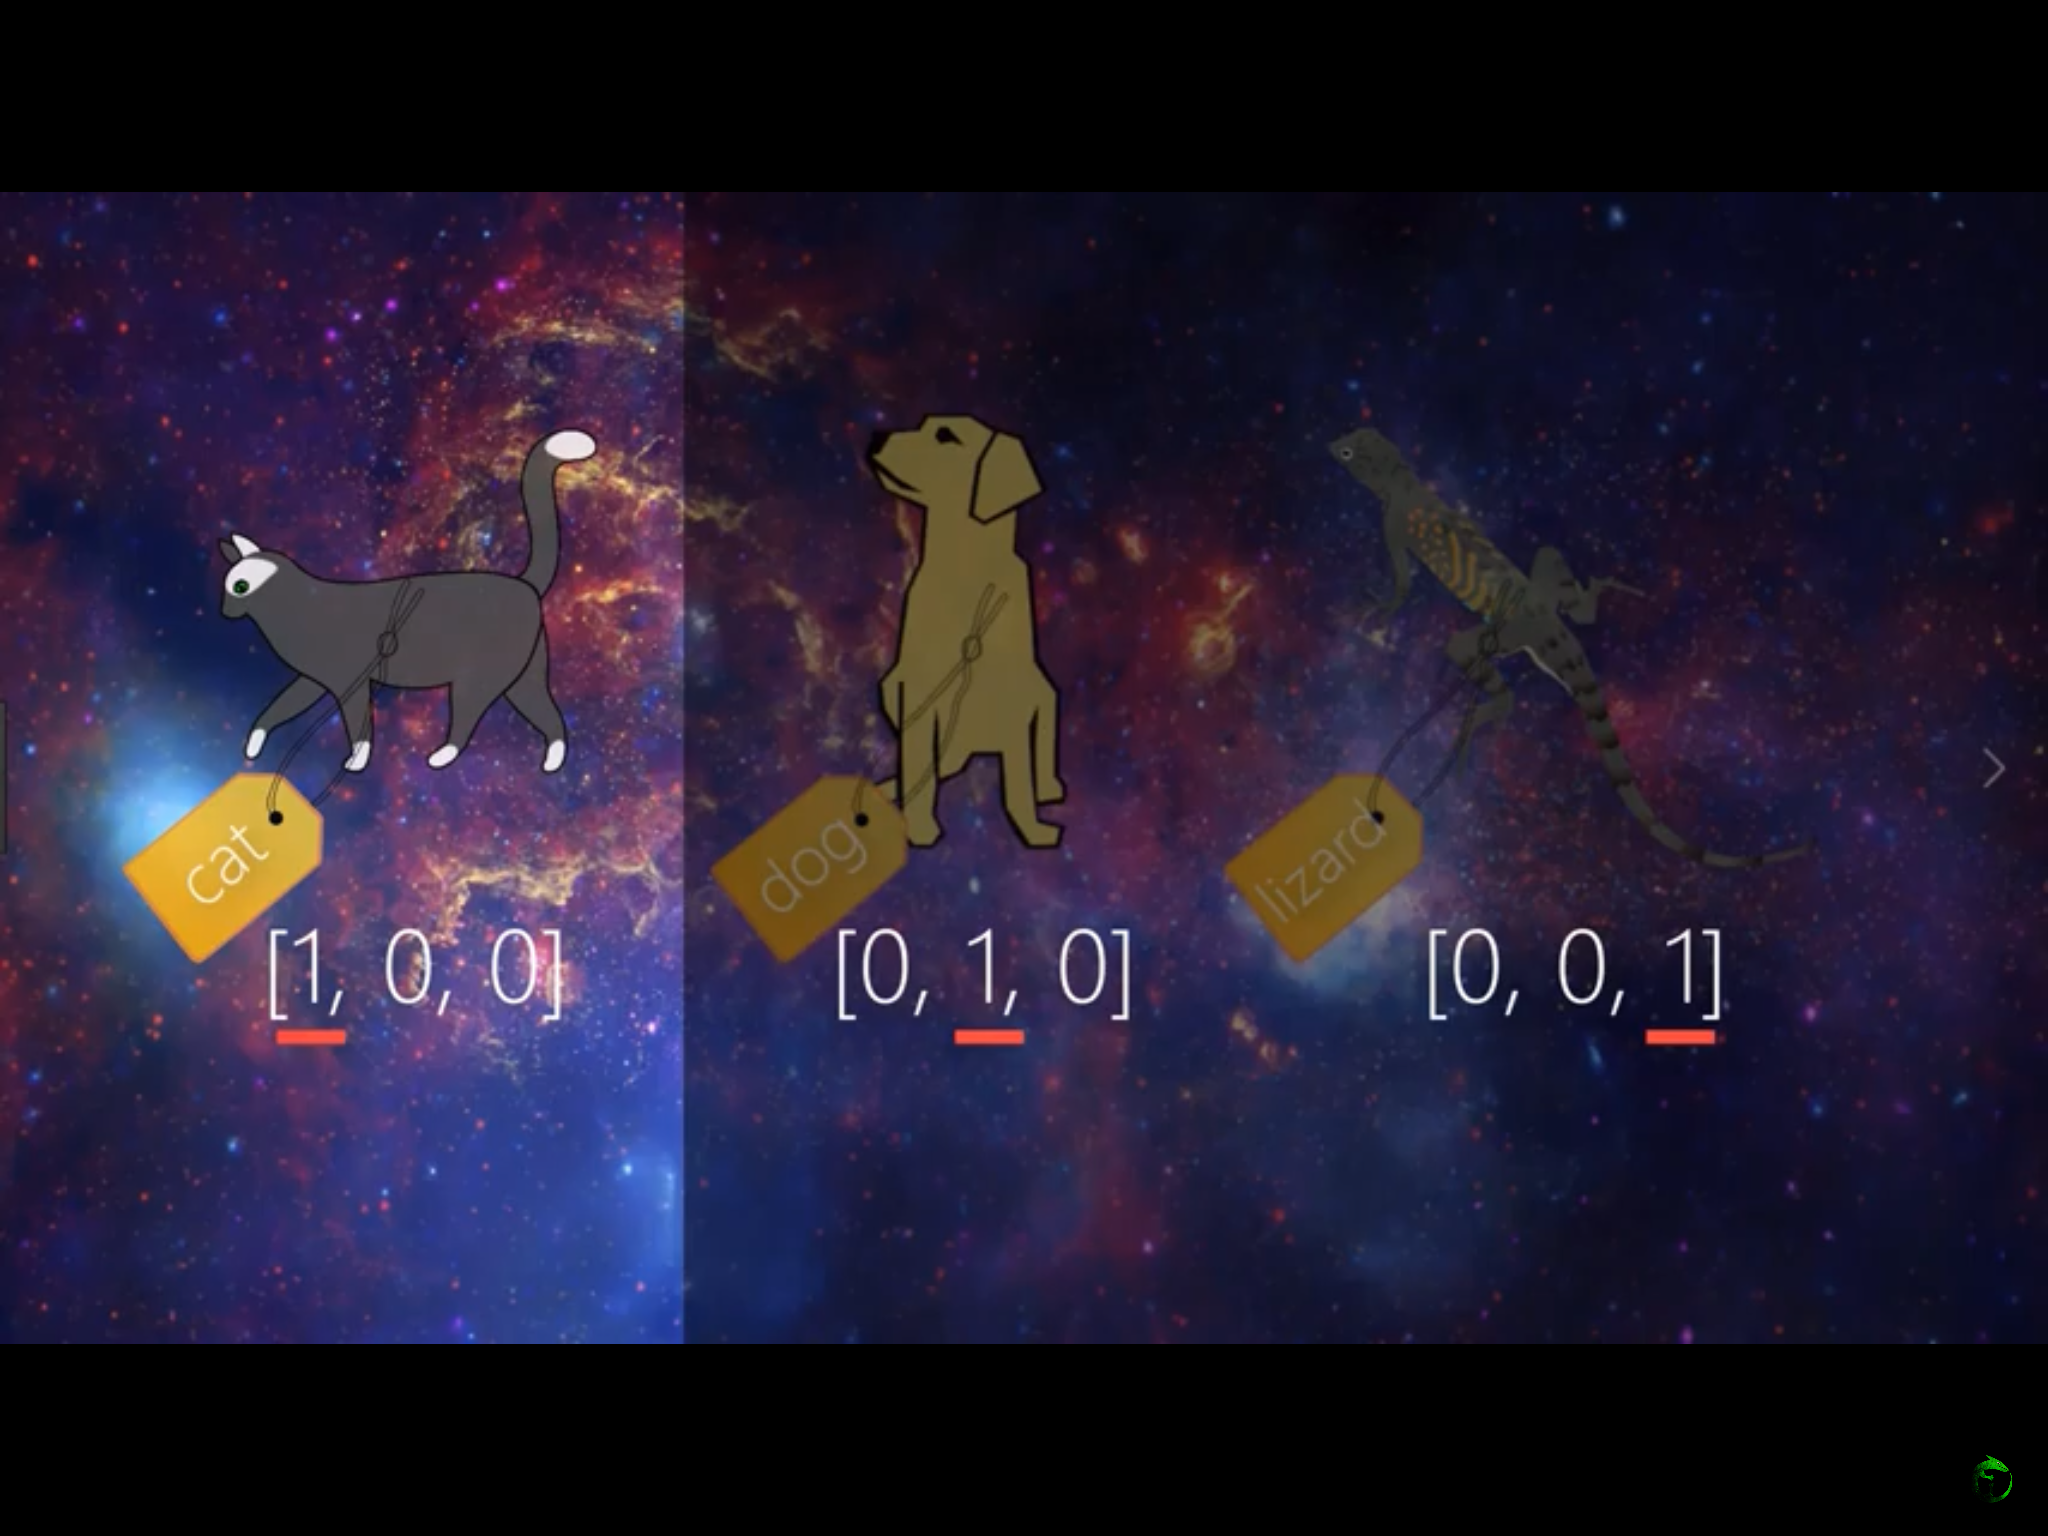 cat
dog
lizard
[1, 0, 0]
[0, 1, 0]
[0, 0, 1]